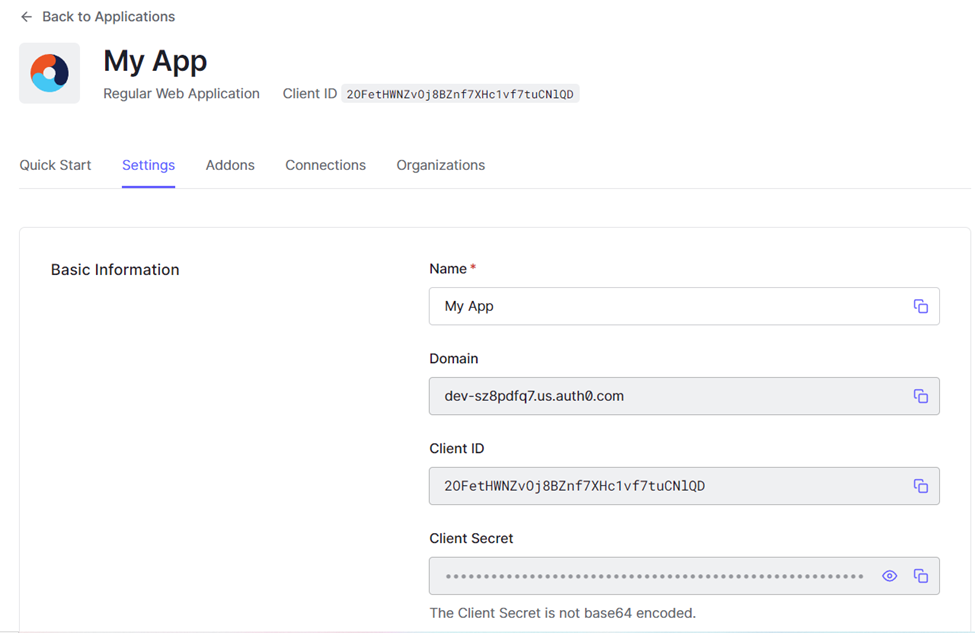 Back to Applications
My App
Regular Web Application Client ID 2OFetHWNZvOj8BZnf7XHc1vf7tuCNlQD
Quick Start Settings Addons Connections Organizations
Basic Information
Name *
My App
Domain
dev-sz8pdfq7.us.auth0.com
Client ID
2OFetHWNZvOj8BZnf7XHc1vf7tuCNlQD
Client Secret
The Client Secret is not base64 encoded.